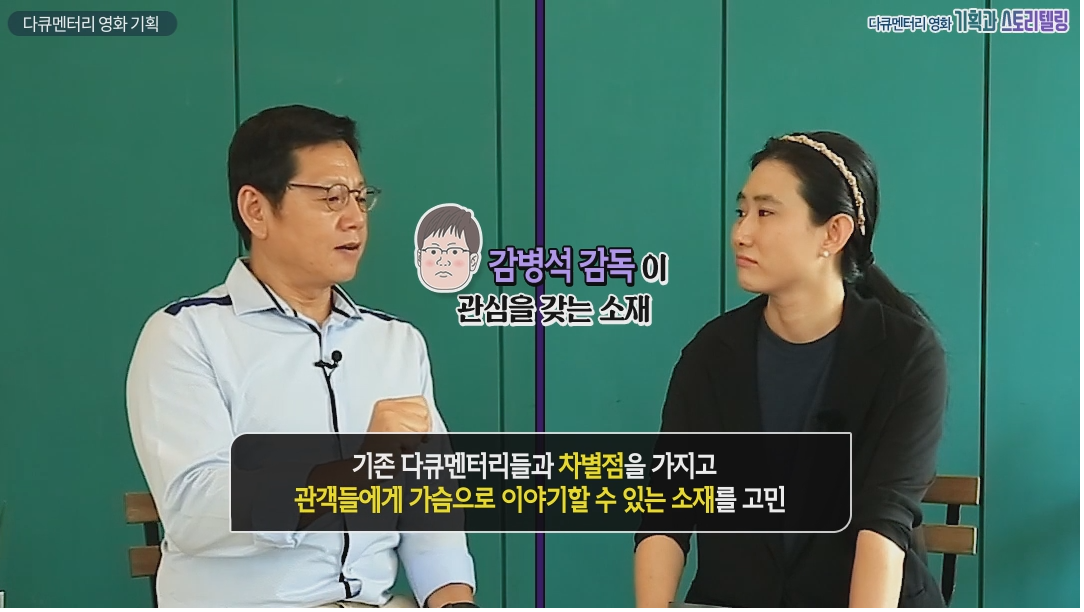 다큐멘터리 영화 기획
다큐멘터리 영화 기획과 스토리텔링
감병석 감독이
관심을 갖는 소재
기존 다큐멘터리들과 차별점을 가지고
관객들에게 가슴으로 이야기할 수 있는 소재를 고민